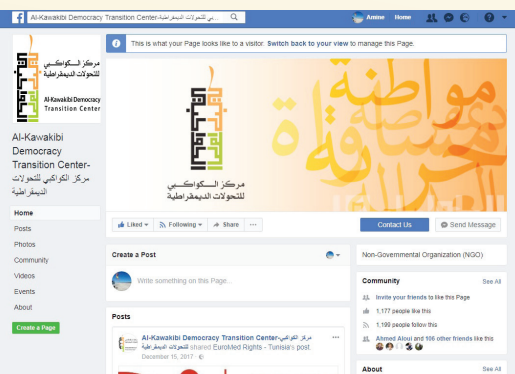 Al-Kawakibi Democracy Transition Center-بي للتحولات الديمقراطية
Amine Home
This is what your Page looks like to a visitor. Switch back to your view to manage this Page.
مركز الــكواكــبي
للتحولات الديمقراطية
Al-Kawakibi Democracy
Transition Center
مواطنة
مساواة
الحرية
مركز الــكواكــبي
للتحولات الديمقراطية
Al-Kawakibi
Democracy
Transition Center-
مركز الكواكبي للتحولات
الديمقراطية
Home
Posts
Photos
Community
Videos
Events
About
Create a Page
Liked Following Share ...
Contact Us Send Message
Create a Post
Write something on this Page...
Posts
Al-Kawakibi Democracy Transition Center-مركز الكواكبي
للتحولات الديمقراطية shared EuroMed Rights - Tunisia's post.
December 15, 2017
Non-Governmental Organization (NGO)
Community See All
Invite your friends to like this Page
1,177 people like this
1,199 people follow this
Ahmed Aloui and 106 other friends like this
About See All